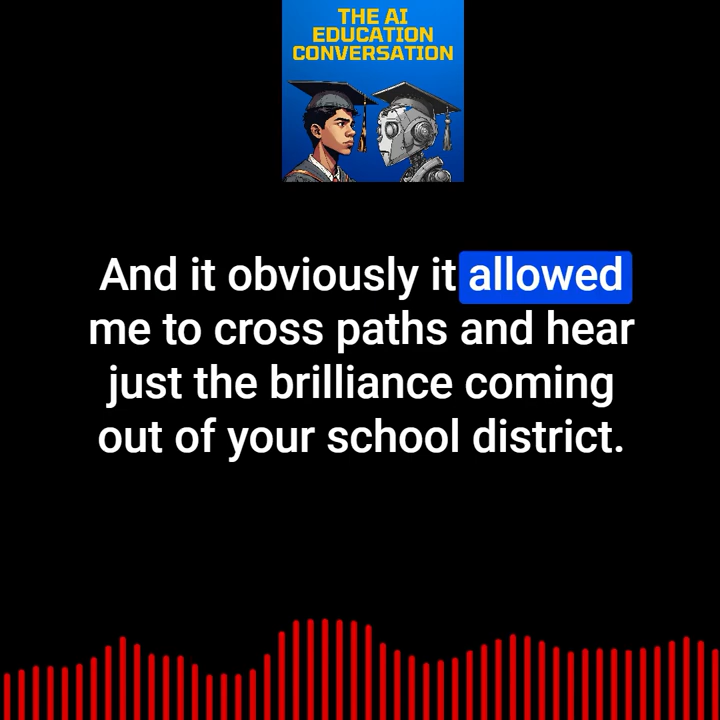 THE AI
EDUCATION
CONVERSATION
And it obviously it allowed
me to cross paths and hear
just the brilliance coming
out of your school district.